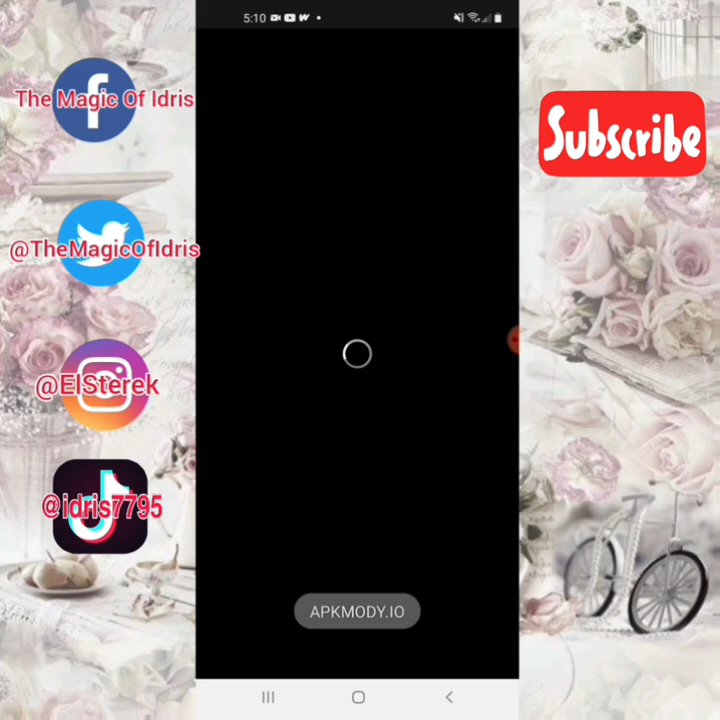 5:10
The Magic Of Idris
Subscribe
@TheMagicOfIdris
@ElSterek
@idris7795
APKMODY.IO